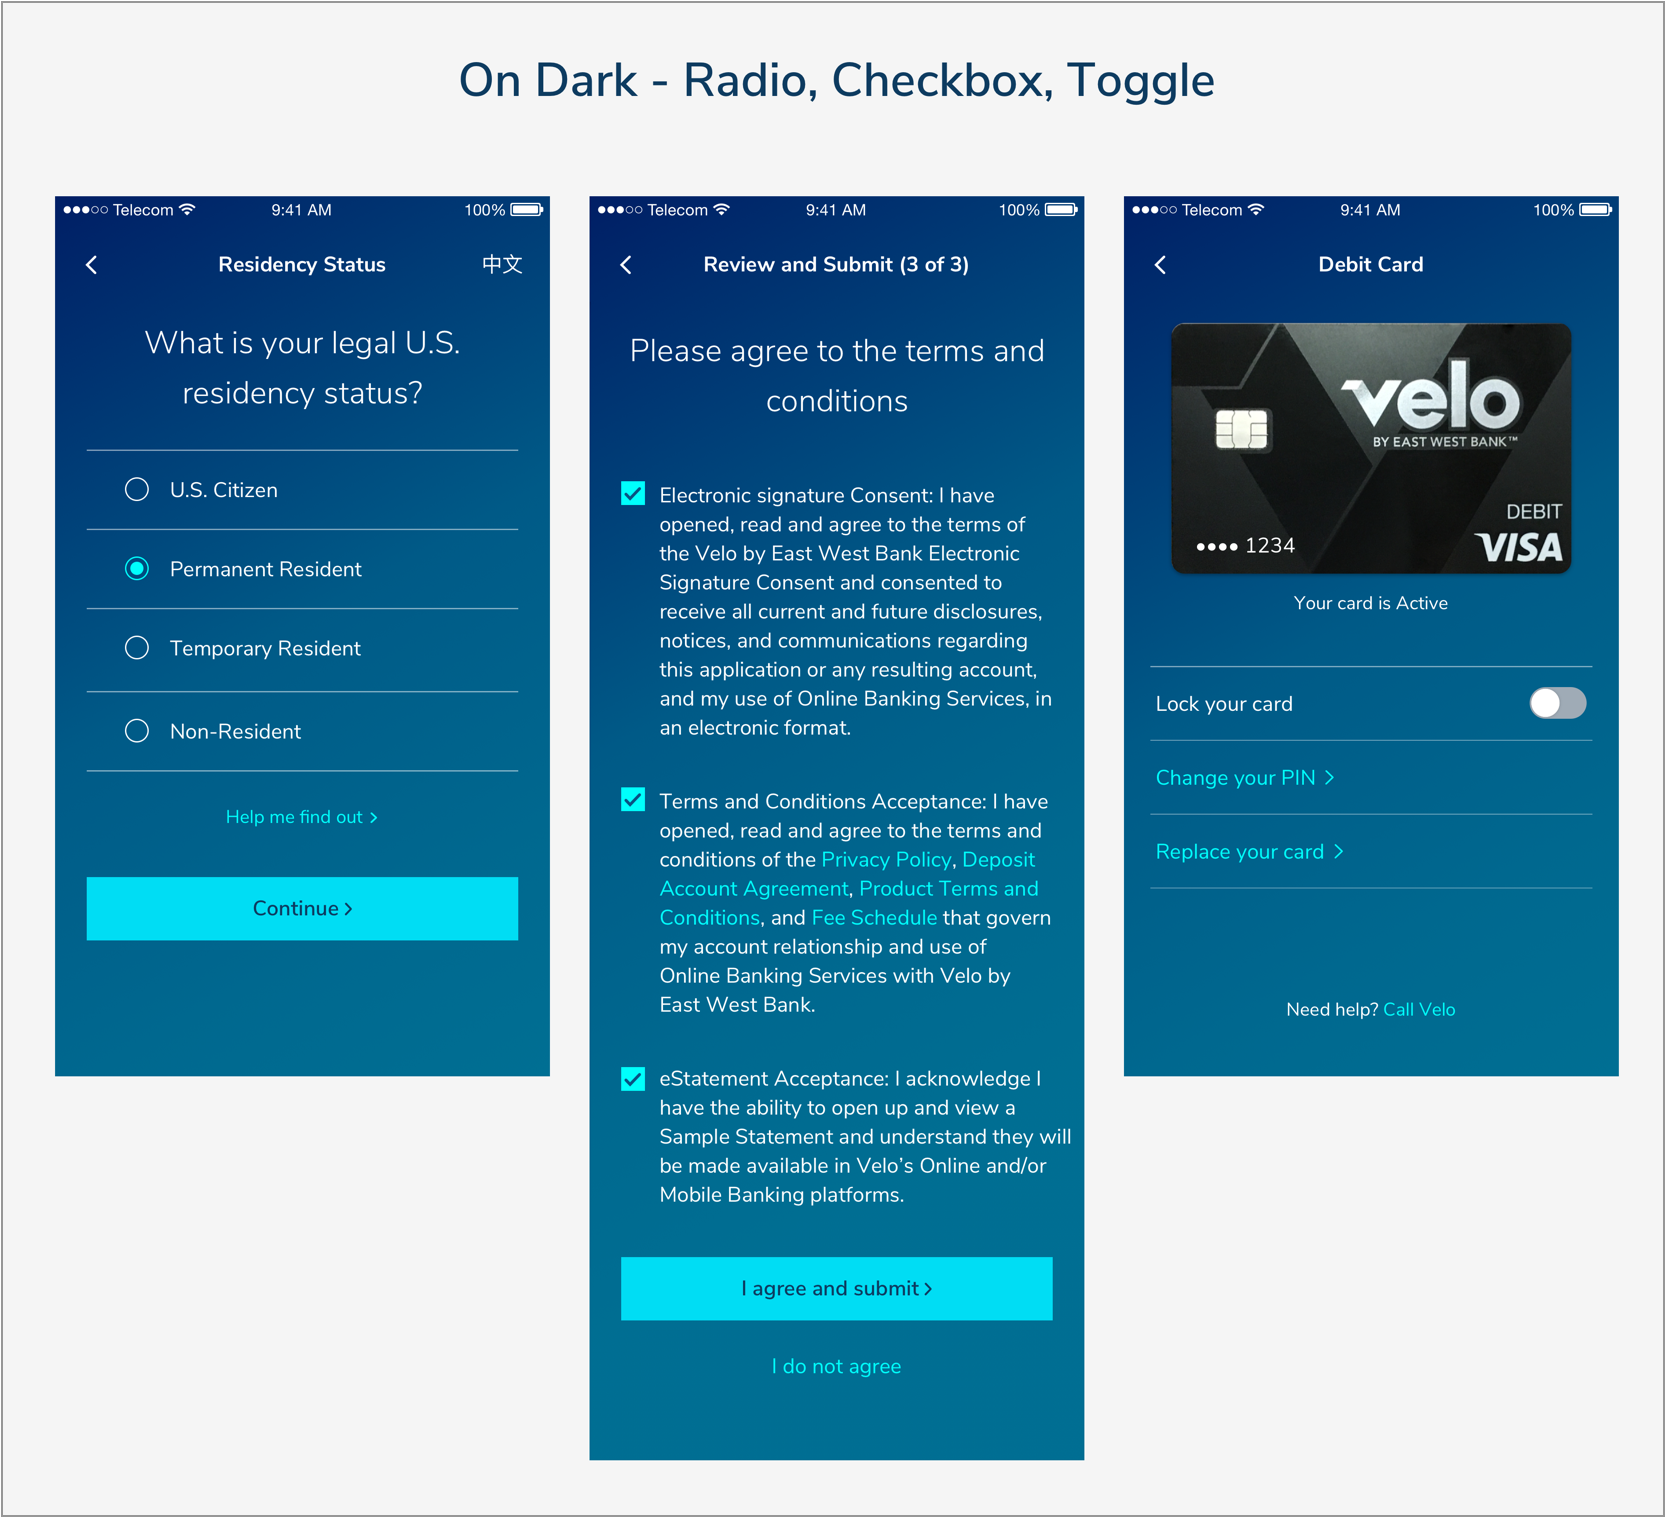 On Dark - Radio, Checkbox, Toggle
Telecom 9:41 AM 100%
Residency Status 中文
What is your legal U.S.
residency status?
U.S. Citizen
Permanent Resident
Temporary Resident
Non-Resident
Help me find out >
Continue >
Telecom 9:41 AM 100%
Review and Submit (3 of 3)
Please agree to the terms and
conditions
Electronic signature Consent: I have
opened, read and agree to the terms of
the Velo by East West Bank Electronic
Signature Consent and consented to
receive all current and future disclosures,
notices, and communications regarding
this application or any resulting account,
and my use of Online Banking Services, in
an electronic format.
Terms and Conditions Acceptance: I have
opened, read and agree to the terms and
conditions of the Privacy Policy, Deposit
Account Agreement, Product Terms and
Conditions, and Fee Schedule that govern
my account relationship and use of
Online Banking Services with Velo by
East West Bank.
eStatement Acceptance: I acknowledge I
have the ability to open up and view a
Sample Statement and understand they will
be made available in Velo’s Online and/or
Mobile Banking platforms.
I agree and submit >
I do not agree
Telecom 9:41 AM 100%
Debit Card
velo
BY EAST WEST BANK™
DEBIT
•••• 1234
VISA
Your card is Active
Lock your card
Change your PIN >
Replace your card >
Need help? Call Velo